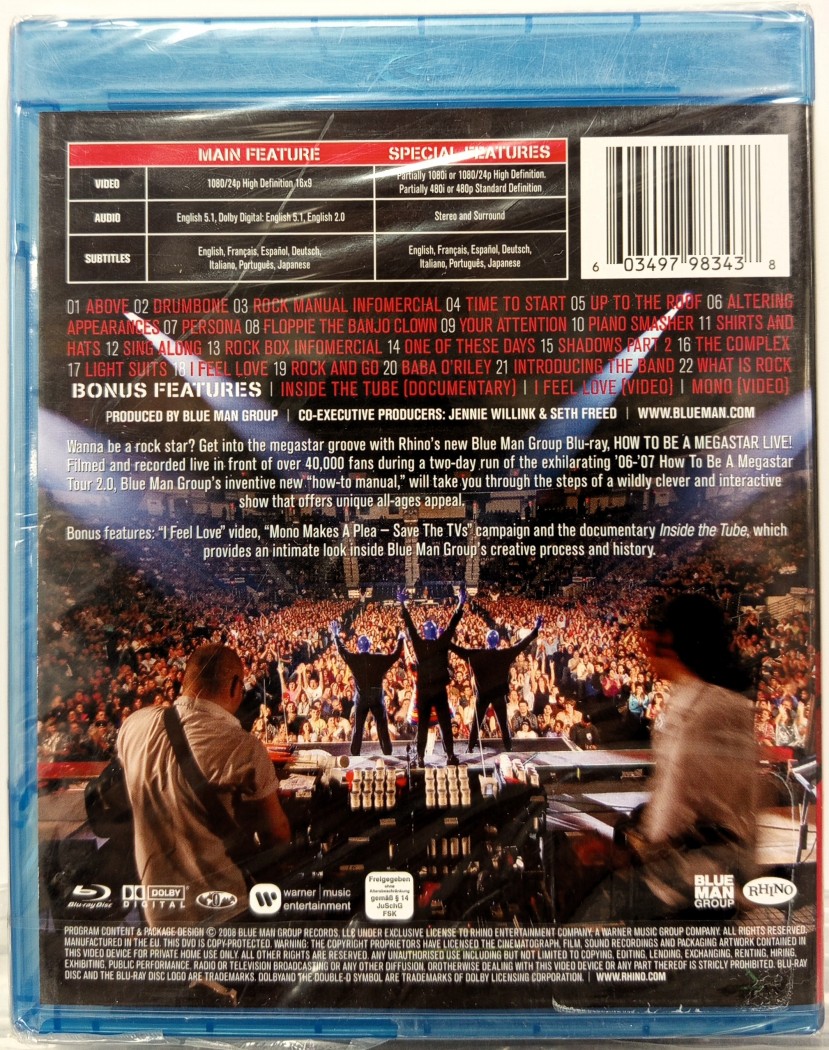 MAIN FEATURE SPECIAL FEATURES
VIDEO 1080/24p High Definition 16x9 Partially 1080i or 1080/24p High Definition.
Partially 480i or 480p Standard Definition
AUDIO English 5.1, Dolby Digital: English 5.1, English 2.0 Stereo and Surround
SUBTITLES English, Français, Español, Deutsch,
Italiano, Português, Japanese
English, Français, Español, Deutsch,
Italiano, Português, Japanese
6 03497 98343 8
01 ABOVE 02 DRUMBONE 03 ROCK MANUAL INFOMERCIAL 04 TIME TO START 05 UP TO THE ROOF 06 ALTERING
APPEARANCES 07 PERSONA 08 FLOPPIE THE BANJO CLOWN 09 YOUR ATTENTION 10 PIANO SMASHER 11 SHIRTS AND
HATS 12 SING ALONG 13 ROCK BOX INFOMERCIAL 14 ONE OF THESE DAYS 15 SHADOWS PART 2 16 THE COMPLEX
17 LIGHT SUITS 18 I FEEL LOVE 19 ROCK AND GO 20 BABA O'RILEY 21 INTRODUCING THE BAND 22 WHAT IS ROCK
BONUS FEATURES | INSIDE THE TUBE (DOCUMENTARY) | I FEEL LOVE (VIDEO) | MONO (VIDEO)
PRODUCED BY BLUE MAN GROUP | CO-EXECUTIVE PRODUCERS: JENNIE WILLINK & SETH FREED | WWW.BLUEMAN.COM
Wanna be a rock star? Get into the megastar groove with Rhino's new Blue Man Group Blu-ray, HOW TO BE A MEGASTAR LIVE!
Filmed and recorded live in front of over 40,000 fans during a two-day run of the exhilarating '06-'07 How To Be A Megastar
Tour 2.0, Blue Man Group's inventive new "how-to manual," will take you through the steps of a wildly clever and interactive
show that offers unique all-ages appeal.
Bonus features: "I Feel Love" video, "Mono Makes A Plea – Save The TVs" campaign and the documentary Inside the Tube, which
provides an intimate look inside Blue Man Group's creative process and history.
Blu-ray Disc
DOLBY
DIGITAL
0
warner music
entertainment
Freigegeben
ohne
Altersbeschränkung
gemäß § 14
JuSchG
FSK
BLUE
MAN
GROUP
RHINO
PROGRAM CONTENT & PACKAGE DESIGN © 2008 BLUE MAN GROUP RECORDS, LLC UNDER EXCLUSIVE LICENSE TO RHINO ENTERTAINMENT COMPANY, A WARNER MUSIC GROUP COMPANY. ALL RIGHTS RESERVED.
MANUFACTURED IN THE EU. THIS DVD IS COPY-PROTECTED. WARNING: THE COPYRIGHT PROPRIETORS HAVE LICENSED THE CINEMATOGRAPH, FILM, SOUND RECORDINGS AND PACKAGING ARTWORK CONTAINED IN
THIS VIDEO DEVICE FOR PRIVATE HOME USE ONLY. ALL OTHER RIGHTS ARE RESERVED. ANY UNAUTHORISED USE INCLUDING BUT NOT LIMITED TO COPYING, EDITING, LENDING, EXCHANGING, RENTING, HIRING,
EXHIBITING, PUBLIC PERFORMANCE, RADIO OR TELEVISION BROADCASTING OR ANY OTHER DIFFUSION, OROTHERWISE DEALING WITH THIS VIDEO DEVICE OR ANY PART THEREOF IS STRICTLY PROHIBITED. BLU-RAY
DISC AND THE BLU-RAY DISC LOGO ARE TRADEMARKS. DOLBYAND THE DOUBLE-D SYMBOL ARE TRADEMARKS OF DOLBY LICENSING CORPORATION. | WWW.RHINO.COM